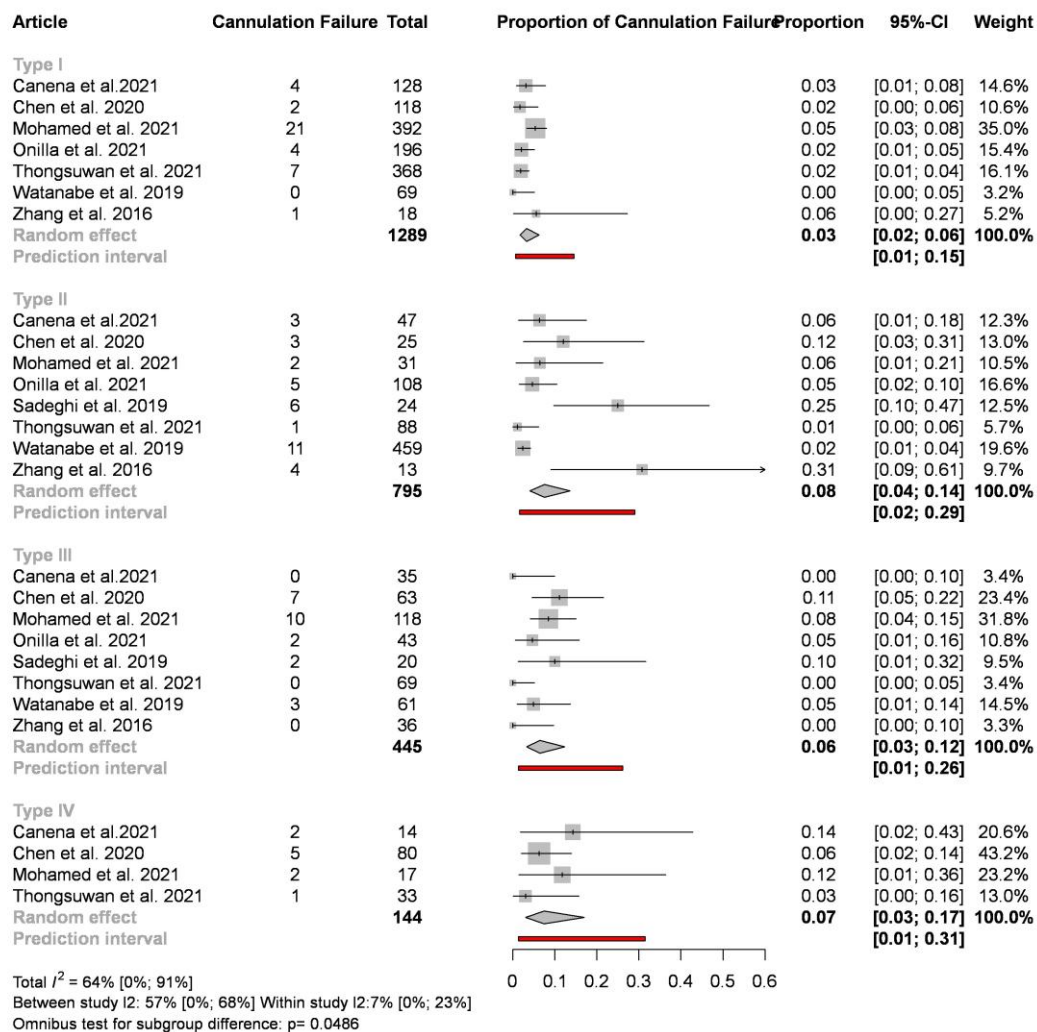 Article Cannulation Failure Total Proportion of Cannulation Failure Proportion 95%-CI Weight
Type I
Canena et al.2021 4 128 0.03 [0.01; 0.08] 14.6%
Chen et al. 2020 2 118 0.02 [0.00; 0.06] 10.6%
Mohamed et al. 2021 21 392 0.05 [0.03; 0.08] 35.0%
Onilla et al. 2021 4 196 0.02 [0.01; 0.05] 15.4%
Thongsuwan et al. 2021 7 368 0.02 [0.01; 0.04] 16.1%
Watanabe et al. 2019 0 69 0.00 [0.00; 0.05] 3.2%
Zhang et al. 2016 1 18 0.06 [0.00; 0.27] 5.2%
Random effect 1289 0.03 [0.02; 0.06] 100.0%
Prediction interval [0.01; 0.15]
Type II
Canena et al.2021 3 47 0.06 [0.01; 0.18] 12.3%
Chen et al. 2020 3 25 0.12 [0.03; 0.31] 13.0%
Mohamed et al. 2021 2 31 0.06 [0.01; 0.21] 10.5%
Onilla et al. 2021 5 108 0.05 [0.02; 0.10] 16.6%
Sadeghi et al. 2019 6 24 0.25 [0.10; 0.47] 12.5%
Thongsuwan et al. 2021 1 88 0.01 [0.00; 0.06] 5.7%
Watanabe et al. 2019 11 459 0.02 [0.01; 0.04] 19.6%
Zhang et al. 2016 4 13 0.31 [0.09; 0.61] 9.7%
Random effect 795 0.08 [0.04; 0.14] 100.0%
Prediction interval [0.02; 0.29]
Type III
Canena et al.2021 0 35 0.00 [0.00; 0.10] 3.4%
Chen et al. 2020 7 63 0.11 [0.05; 0.22] 23.4%
Mohamed et al. 2021 10 118 0.08 [0.04; 0.15] 31.8%
Onilla et al. 2021 2 43 0.05 [0.01; 0.16] 10.8%
Sadeghi et al. 2019 2 20 0.10 [0.01; 0.32] 9.5%
Thongsuwan et al. 2021 0 69 0.00 [0.00; 0.05] 3.4%
Watanabe et al. 2019 3 61 0.05 [0.01; 0.14] 14.5%
Zhang et al. 2016 0 36 0.00 [0.00; 0.10] 3.3%
Random effect 445 0.06 [0.03; 0.12] 100.0%
Prediction interval [0.01; 0.26]
Type IV
Canena et al.2021 2 14 0.14 [0.02; 0.43] 20.6%
Chen et al. 2020 5 80 0.06 [0.02; 0.14] 43.2%
Mohamed et al. 2021 2 17 0.12 [0.01; 0.36] 23.2%
Thongsuwan et al. 2021 1 33 0.03 [0.00; 0.16] 13.0%
Random effect 144 0.07 [0.03; 0.17] 100.0%
Prediction interval [0.01; 0.31]
0 0.1 0.2 0.3 0.4 0.5 0.6
Total I² = 64% [0%; 91%]
Between study I2: 57% [0%; 68%] Within study I2:7% [0%; 23%]
Omnibus test for subgroup difference: p= 0.0486